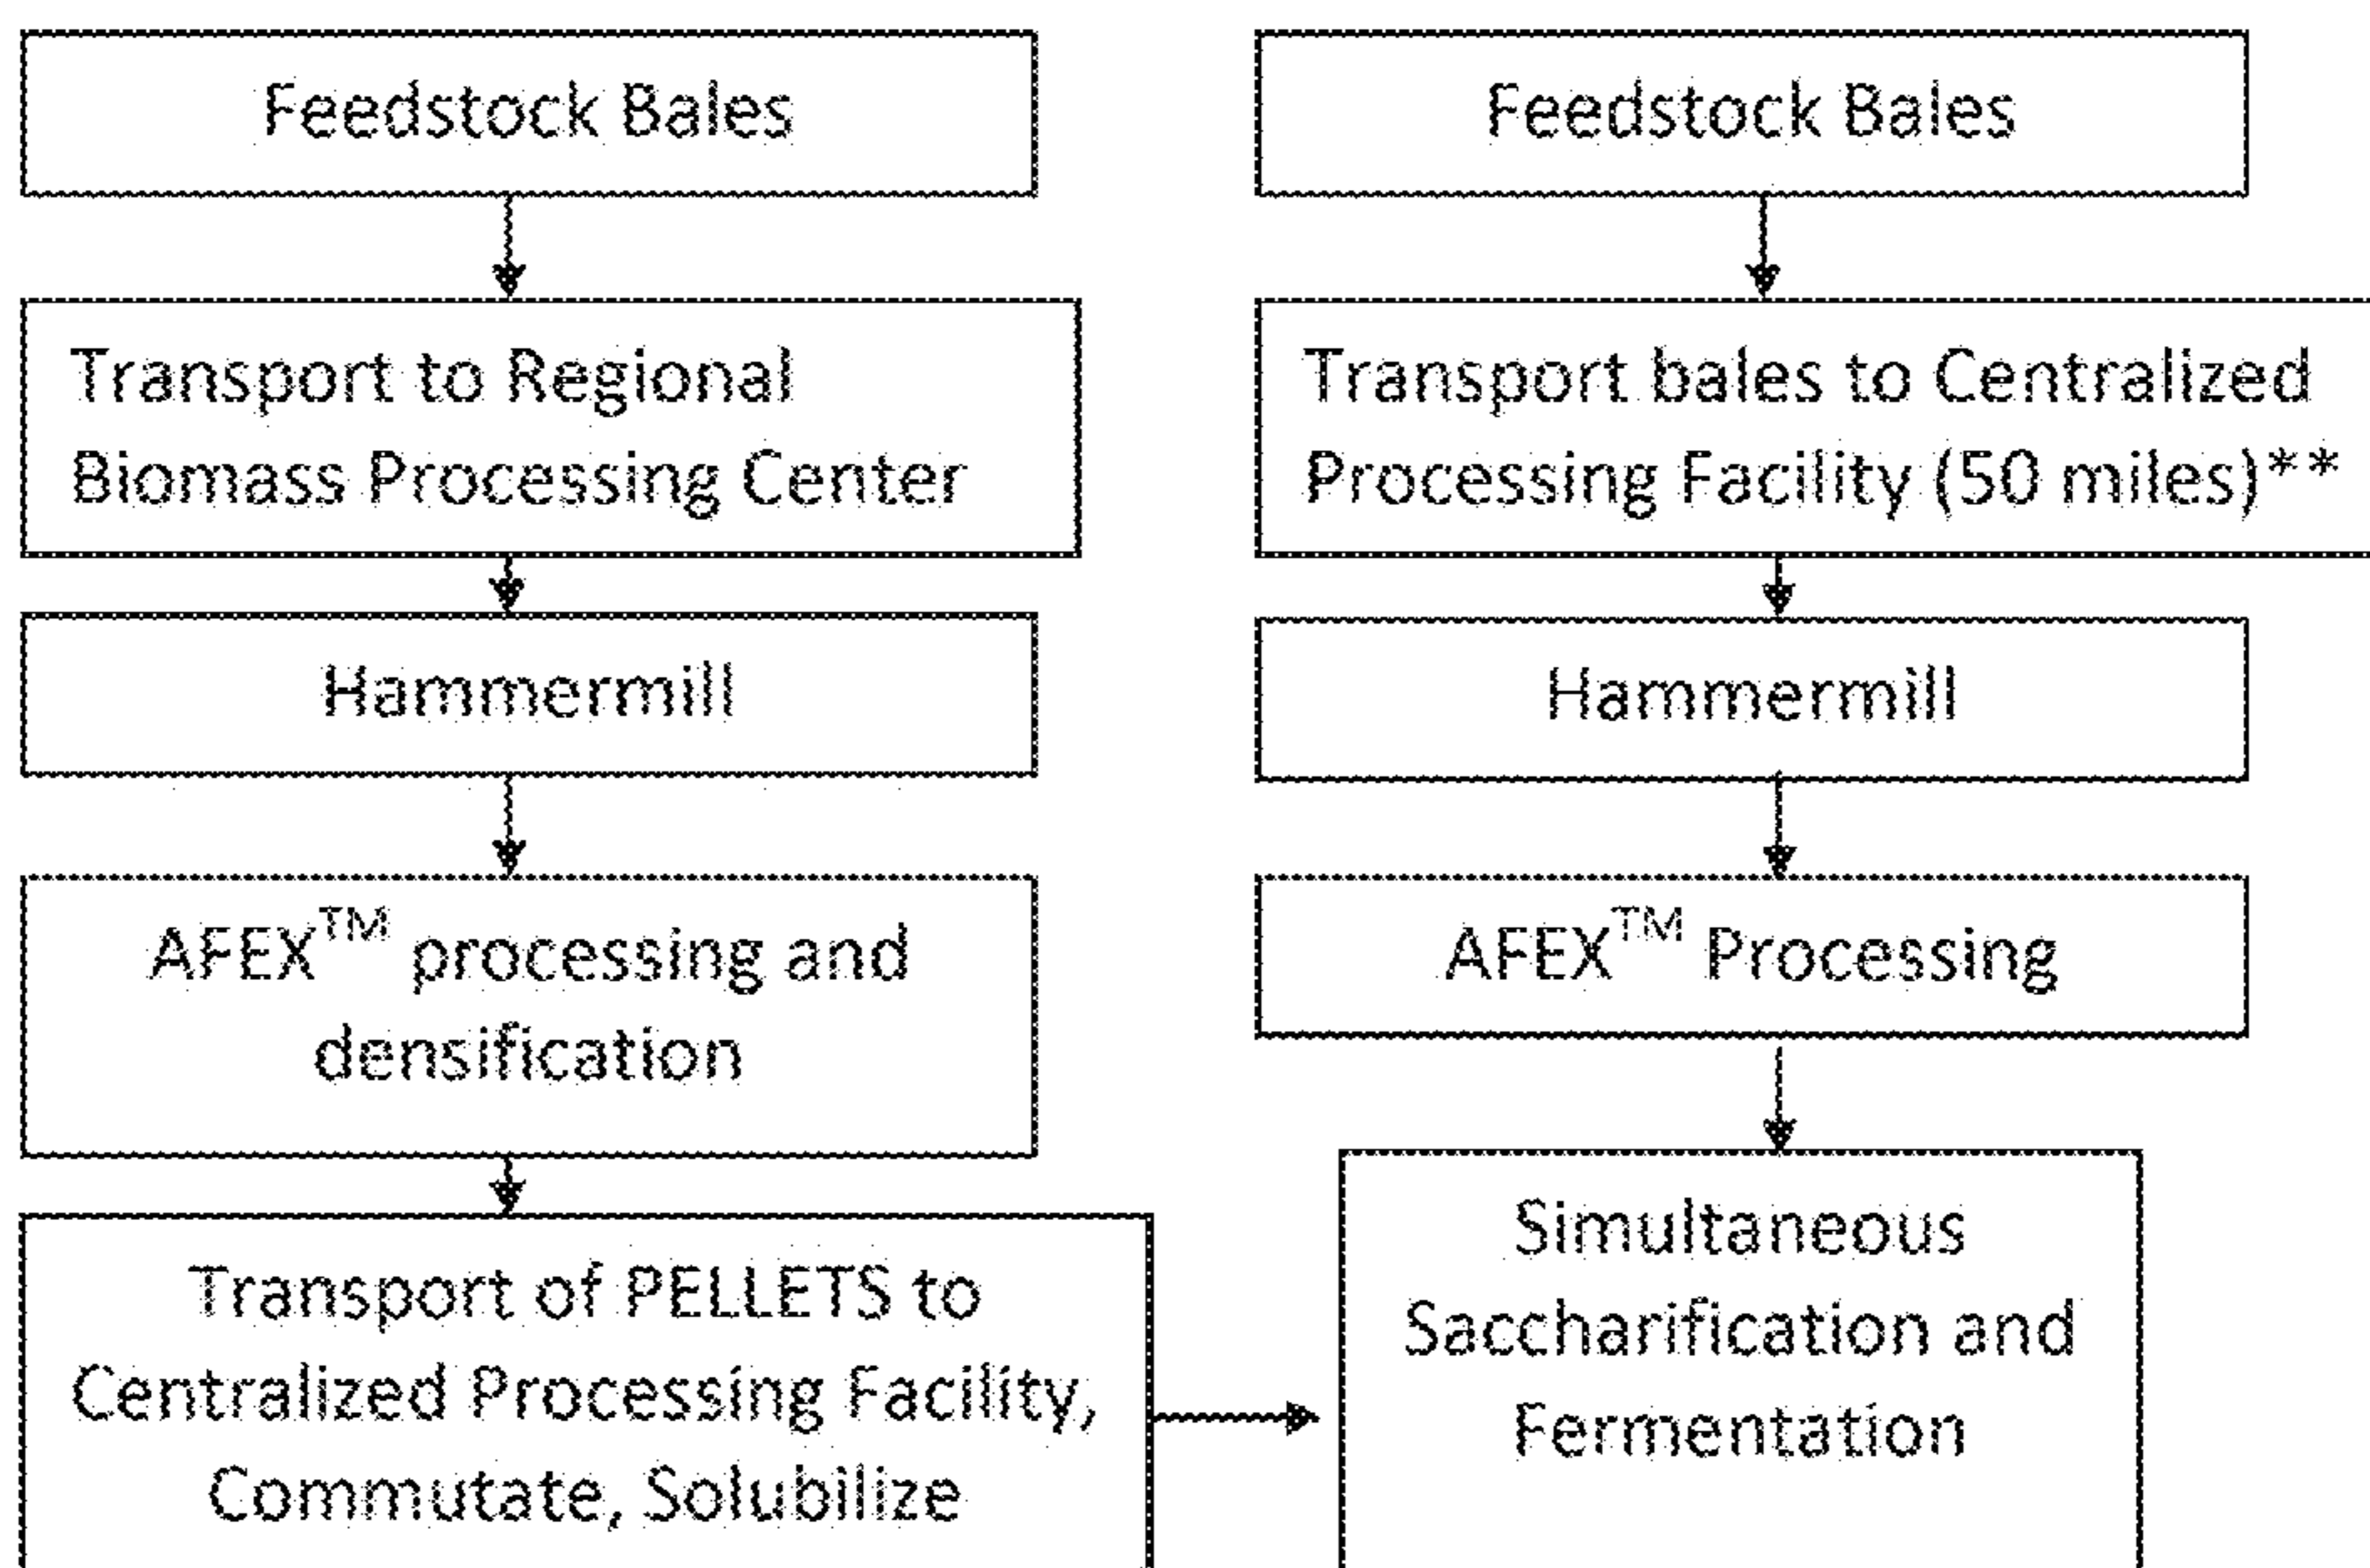 Feedstock Bales
Transport to Regional
Biomass Processing Center
Hammermill
AFEX™ processing and
densification
Transport of PELLETS to
Centralized Processing Facility,
Commutate, Solubilize
Feedstock Bales
Transport bales to Centralized
Processing Facility (50 miles)**
Hammermill
AFEX™ Processing
Simultaneous
Saccharification and
Fermentation